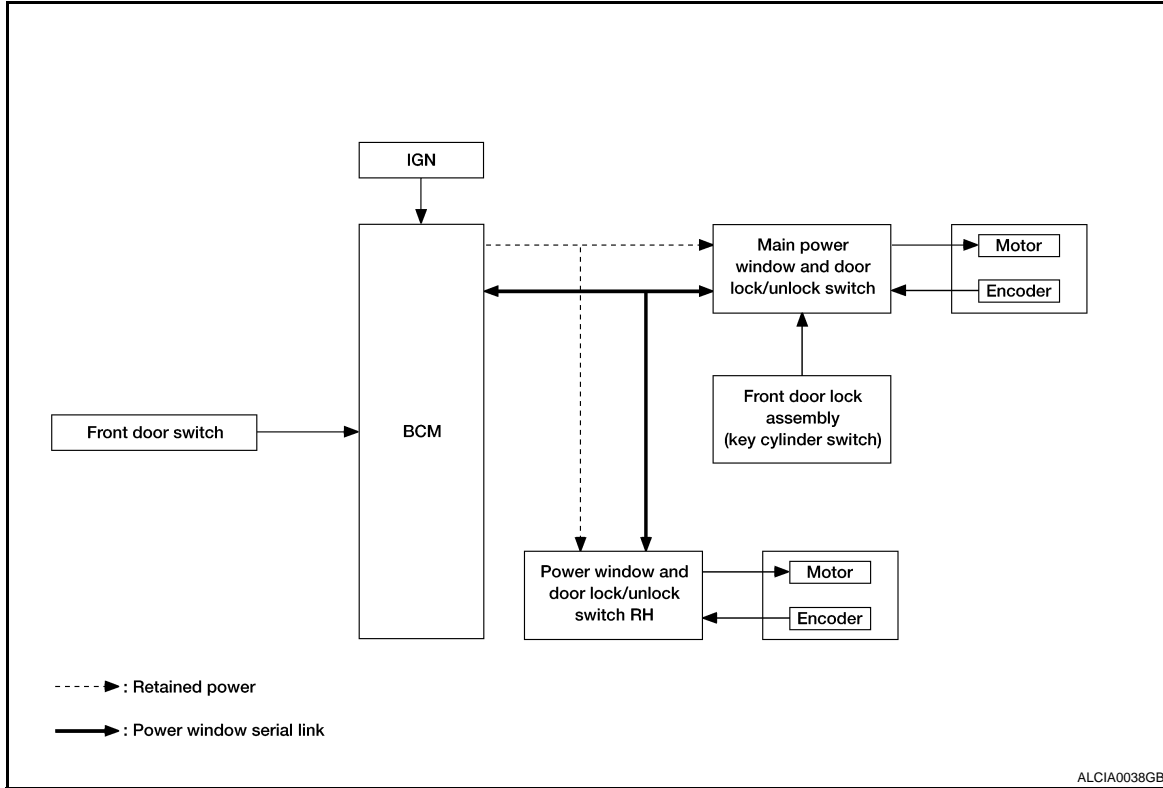 IGN
Main power
window and door
lock/unlock switch
Motor
Encoder
Front door lock
assembly
(key cylinder switch)
Front door switch
BCM
Power window and
door lock/unlock
switch RH
Motor
Encoder
: Retained power
: Power window serial link
ALCIA0038GB